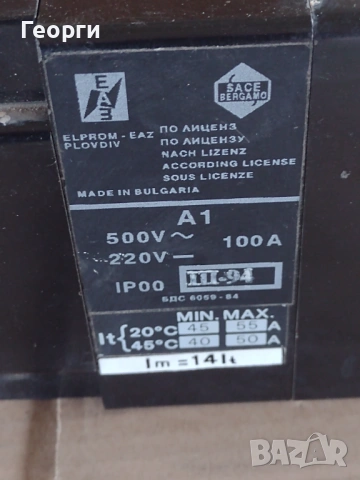 Георги
EAZ
SACE
BERGAMO
ELPROM - EAZ
PLOVDIV
ПО ЛИЦЕНЗ
ПО ЛИЦЕНЗУ
NACH LIZENZ
ACCORDING LICENSE
SOUS LICENZE
MADE IN BULGARIA
A1
500V ~ 100A
220V —
IP00 III-94
БДС 6059-84
MIN. MAX.
It { 20°C 45 55 A
45°C 40 50 A
Im = 14It
BAZAR